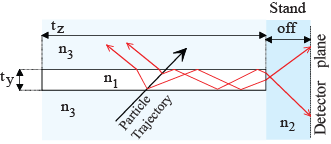 Stand
off
t_z
n_3
t_y
n_1
n_3
Particle
Trajectory
n_2
Detector plane